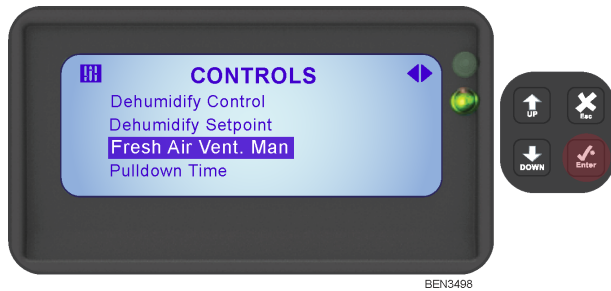 CONTROLS
Dehumidify Control
Dehumidify Setpoint
Fresh Air Vent. Man
Pulldown Time
UP
Esc
DOWN
Enter
BEN3498